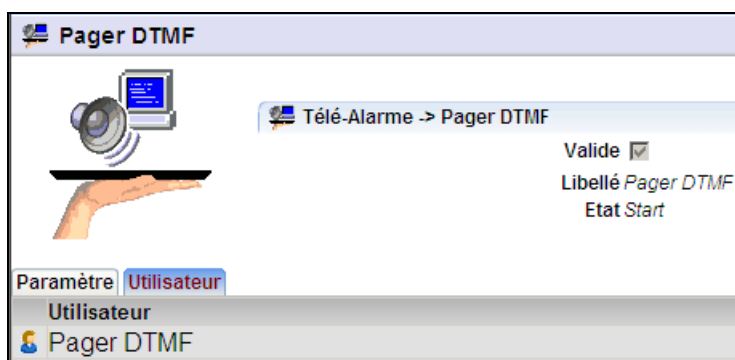 Pager DTMF
Télé-Alarme -> Pager DTMF
Valide
Libellé Pager DTMF
Etat Start
Paramètre Utilisateur
Utilisateur
Pager DTMF